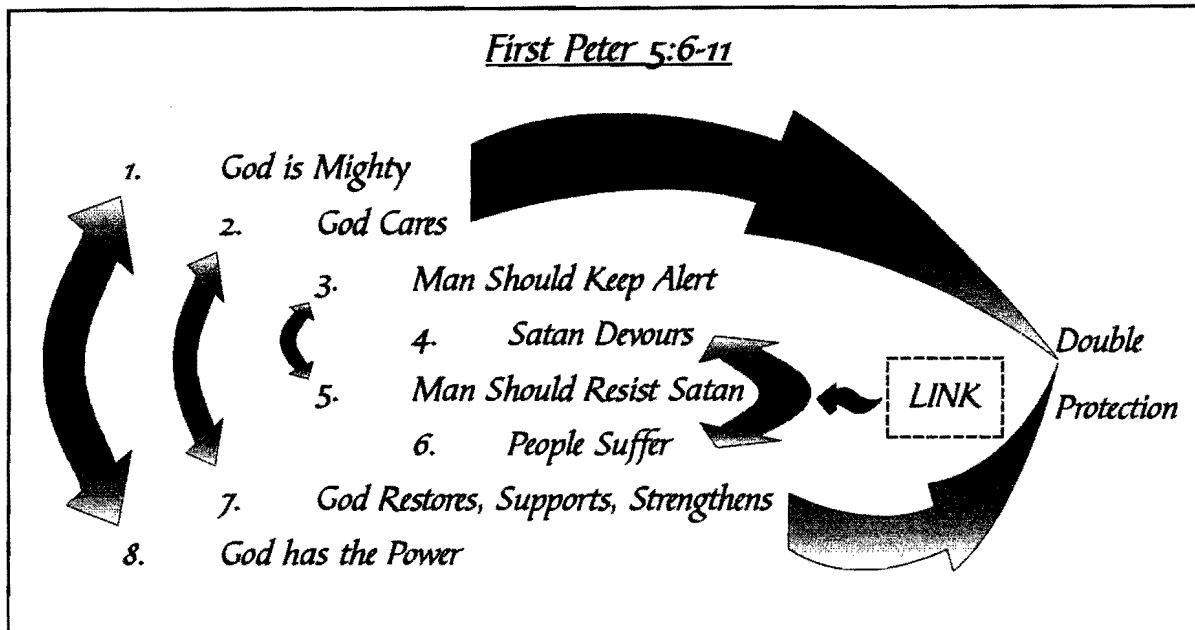 First Peter 5:6-11
1. God is Mighty
2. God Cares
3. Man Should Keep Alert
4. Satan Devours
5. Man Should Resist Satan
6. People Suffer
7. God Restores, Supports, Strengthens
8. God has the Power
LINK
Double
Protection